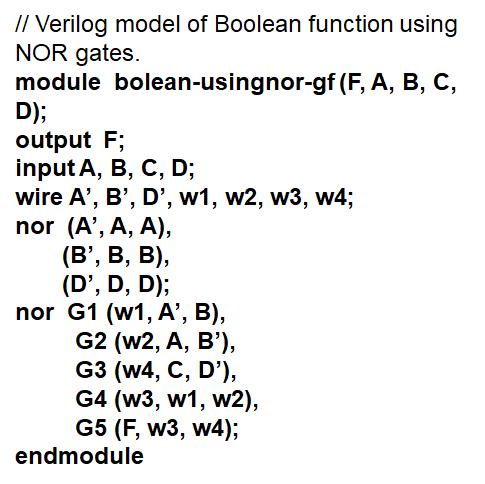 // Verilog model of Boolean function using
NOR gates.
module bolean-usingnor-gf (F, A, B, C,
D);
output F;
input A, B, C, D;
wire A’, B’, D’, w1, w2, w3, w4;
nor (A’, A, A),
(B’, B, B),
(D’, D, D);
nor G1 (w1, A’, B),
G2 (w2, A, B’),
G3 (w4, C, D’),
G4 (w3, w1, w2),
G5 (F, w3, w4);
endmodule